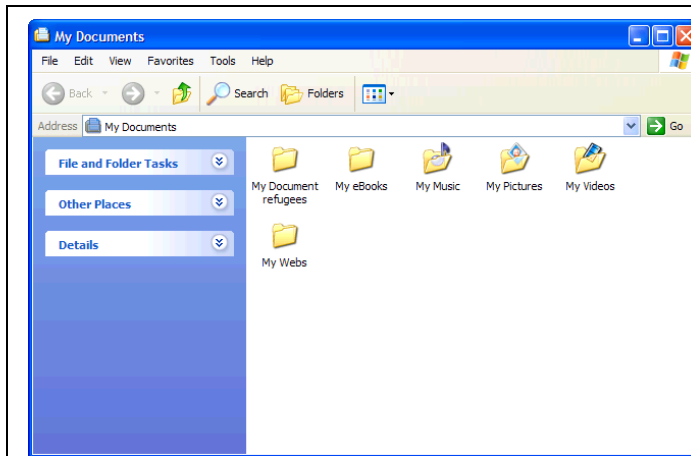 My Documents
File Edit View Favorites Tools Help
Back Search Folders
Address My Documents Go
File and Folder Tasks
Other Places
Details
My Document
refugees
My eBooks
My Music
My Pictures
My Videos
My Webs